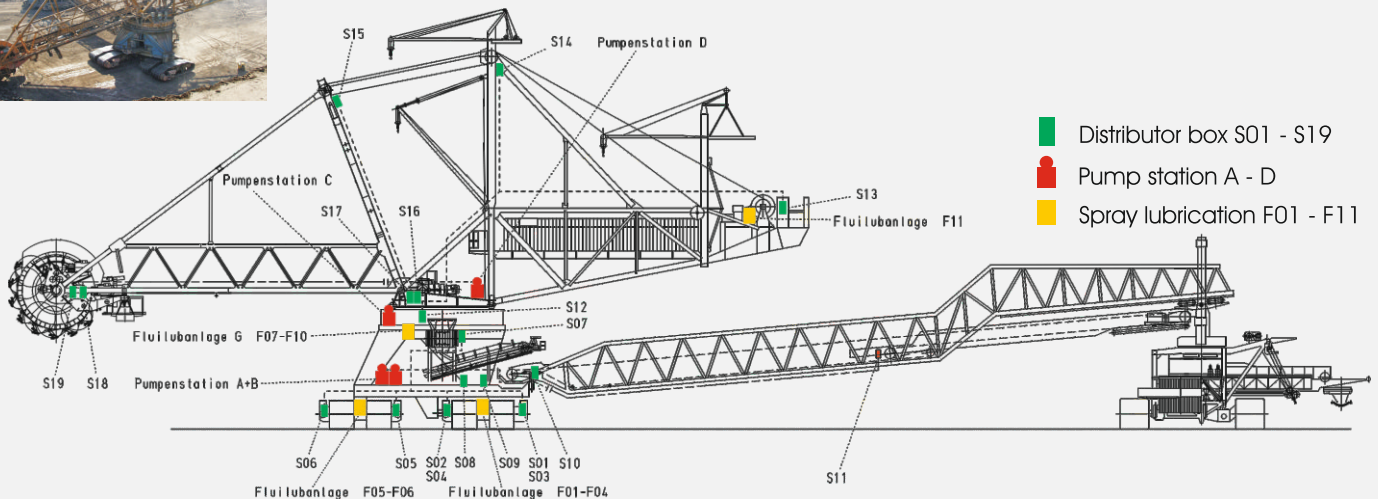 S15
S14
Pumpenstation D
Distributor box S01 - S19
Pump station A - D
Spray lubrication F01 - F11
Pumpenstation C
S17
S16
S13
Fluilubanlage F11
S12
S07
Fluilubanlage G F07-F10
S19
S18
Pumpenstation A+B
S06
S05
S02
S04
S08
S09
S01
S03
S10
S11
Fluilubanlage F05-F06
Fluilubanlage F01-F04